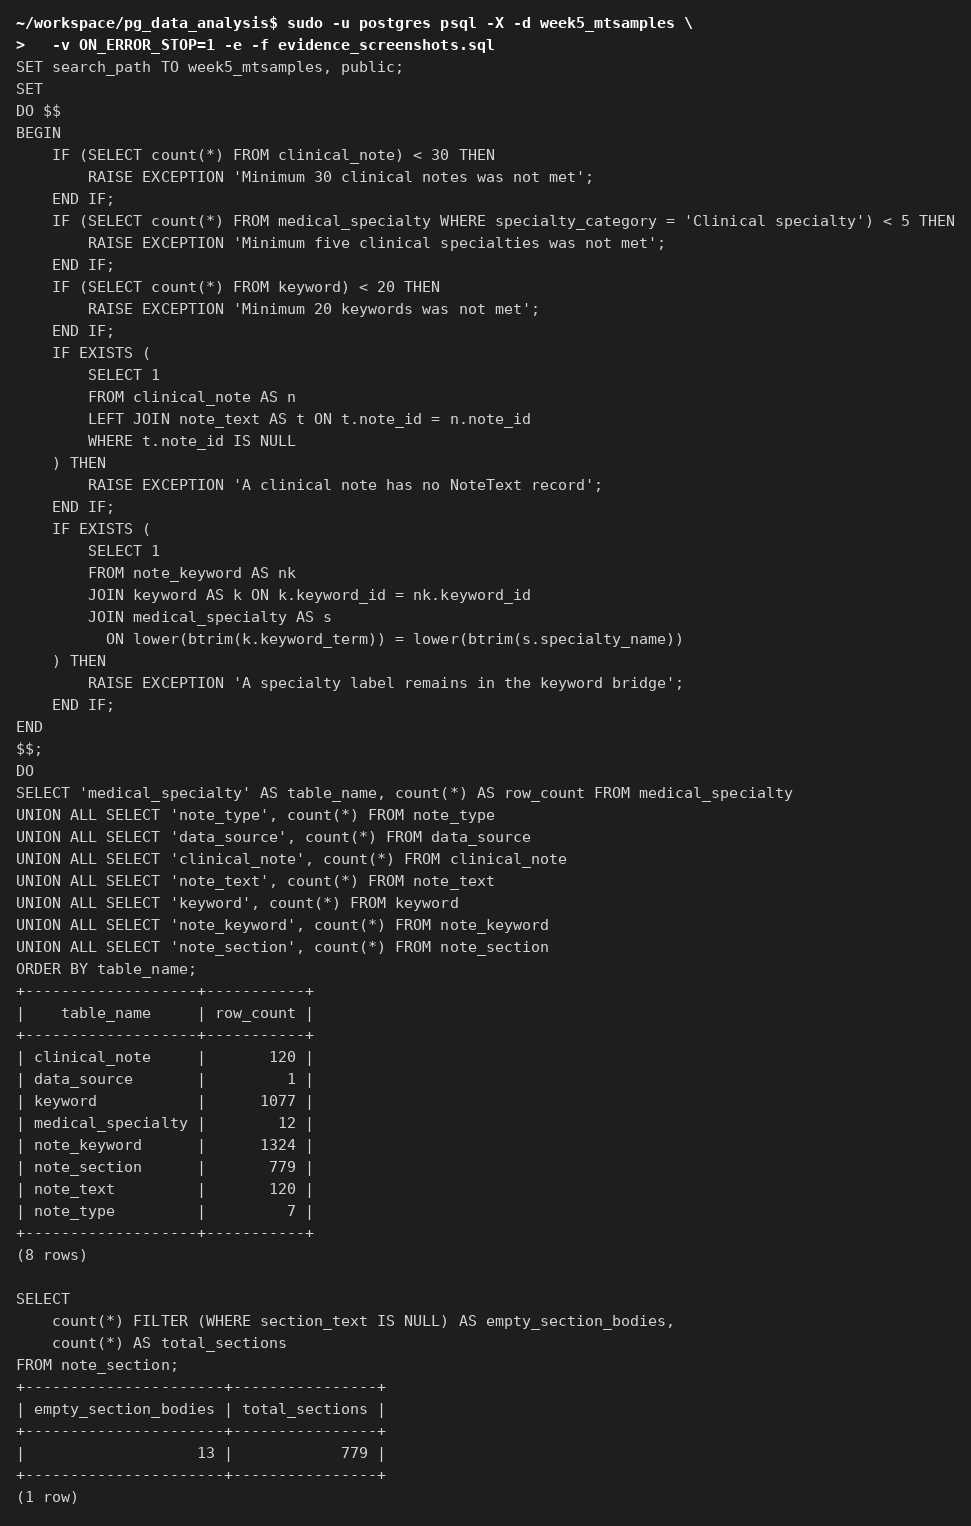 ~/workspace/pg_data_analysis$ sudo -u postgres psql -X -d week5_mtsamples \
>   -v ON_ERROR_STOP=1 -e -f evidence_screenshots.sql
SET search_path TO week5_mtsamples, public;
SET
DO $$
BEGIN
    IF (SELECT count(*) FROM clinical_note) < 30 THEN
        RAISE EXCEPTION 'Minimum 30 clinical notes was not met';
    END IF;
    IF (SELECT count(*) FROM medical_specialty WHERE specialty_category = 'Clinical specialty') < 5 THEN
        RAISE EXCEPTION 'Minimum five clinical specialties was not met';
    END IF;
    IF (SELECT count(*) FROM keyword) < 20 THEN
        RAISE EXCEPTION 'Minimum 20 keywords was not met';
    END IF;
    IF EXISTS (
        SELECT 1
        FROM clinical_note AS n
        LEFT JOIN note_text AS t ON t.note_id = n.note_id
        WHERE t.note_id IS NULL
    ) THEN
        RAISE EXCEPTION 'A clinical note has no NoteText record';
    END IF;
    IF EXISTS (
        SELECT 1
        FROM note_keyword AS nk
        JOIN keyword AS k ON k.keyword_id = nk.keyword_id
        JOIN medical_specialty AS s
          ON lower(btrim(k.keyword_term)) = lower(btrim(s.specialty_name))
    ) THEN
        RAISE EXCEPTION 'A specialty label remains in the keyword bridge';
    END IF;
END
$$;
DO
SELECT 'medical_specialty' AS table_name, count(*) AS row_count FROM medical_specialty
UNION ALL SELECT 'note_type', count(*) FROM note_type
UNION ALL SELECT 'data_source', count(*) FROM data_source
UNION ALL SELECT 'clinical_note', count(*) FROM clinical_note
UNION ALL SELECT 'note_text', count(*) FROM note_text
UNION ALL SELECT 'keyword', count(*) FROM keyword
UNION ALL SELECT 'note_keyword', count(*) FROM note_keyword
UNION ALL SELECT 'note_section', count(*) FROM note_section
ORDER BY table_name;
+-------------------+-----------+
|    table_name     | row_count |
+-------------------+-----------+
| clinical_note     |       120 |
| data_source       |         1 |
| keyword           |      1077 |
| medical_specialty |        12 |
| note_keyword      |      1324 |
| note_section      |       779 |
| note_text         |       120 |
| note_type         |         7 |
+-------------------+-----------+
(8 rows)

SELECT
    count(*) FILTER (WHERE section_text IS NULL) AS empty_section_bodies,
    count(*) AS total_sections
FROM note_section;
+----------------------+----------------+
| empty_section_bodies | total_sections |
+----------------------+----------------+
|                   13 |            779 |
+----------------------+----------------+
(1 row)